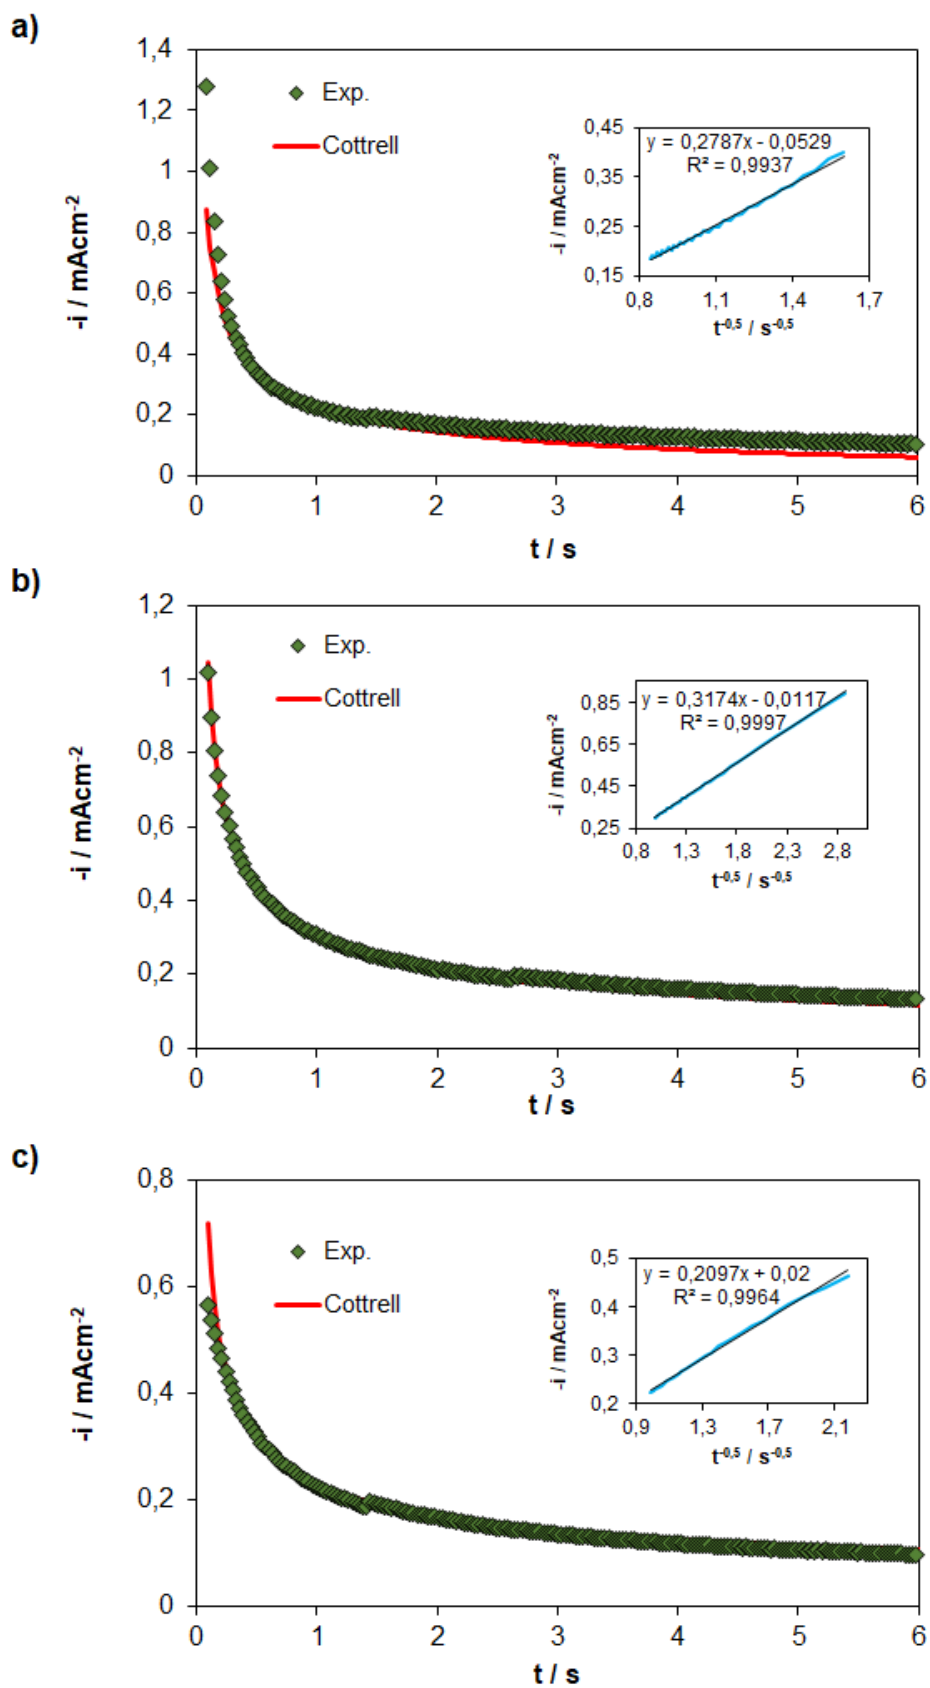 a)
1,4
1,2
1
0,8
0,6
0,4
0,2
0
-i / mAcm⁻²
Exp.
Cottrell
0,45
0,35
0,25
0,15
-i / mAcm⁻²
y = 0,2787x - 0,0529
R² = 0,9937
0,8 1,1 1,4 1,7
t⁻⁰,⁵ / s⁻⁰,⁵
0 1 2 3 4 5 6
t / s
b)
1,2
1
0,8
0,6
0,4
0,2
0
-i / mAcm⁻²
Exp.
Cottrell
0,85
0,65
0,45
0,25
-i / mAcm⁻²
y = 0,3174x - 0,0117
R² = 0,9997
0,8 1,3 1,8 2,3 2,8
t⁻⁰,⁵ / s⁻⁰,⁵
0 1 2 3 4 5 6
t / s
c)
0,8
0,6
0,4
0,2
0
-i / mAcm⁻²
Exp.
Cottrell
0,5
0,4
0,3
0,2
-i / mAcm⁻²
y = 0,2097x + 0,02
R² = 0,9964
0,9 1,3 1,7 2,1
t⁻⁰,⁵ / s⁻⁰,⁵
0 1 2 3 4 5 6
t / s